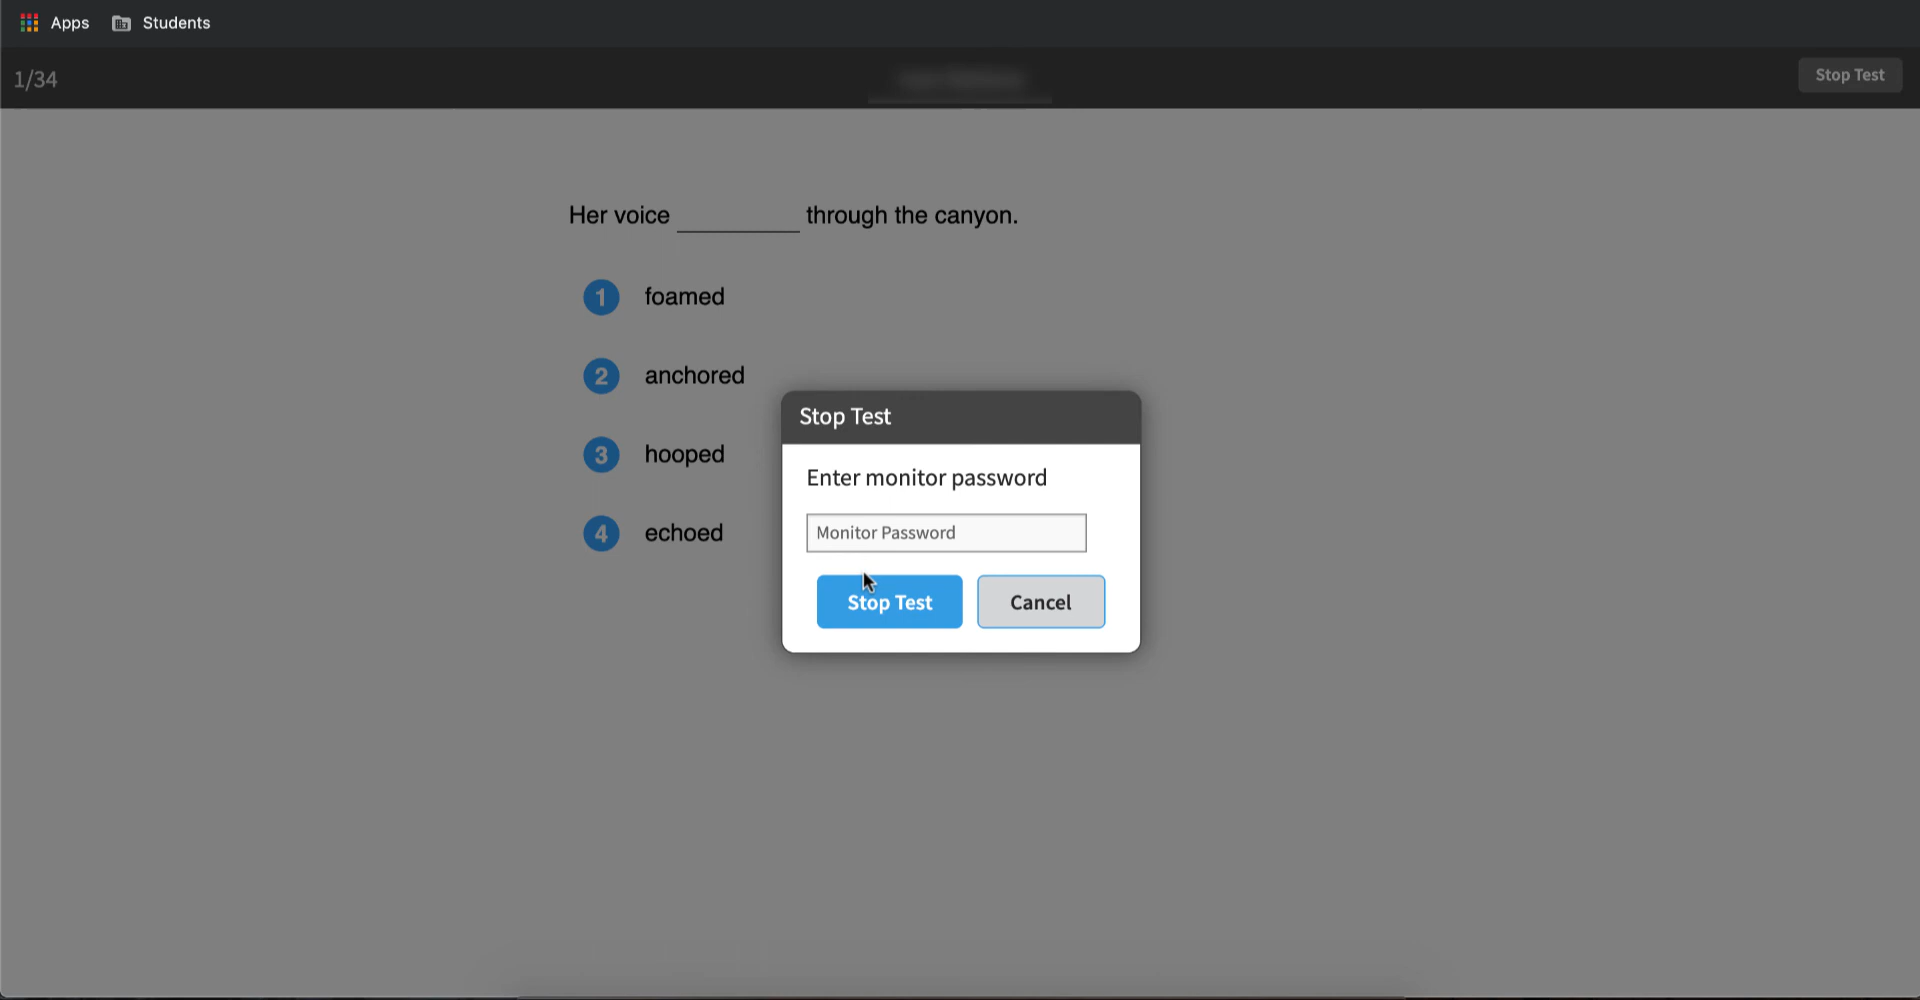 Apps Students
1/34
Stop Test
Her voice __________ through the canyon.
1 foamed
2 anchored
3 hooped
4 echoed
Stop Test
Enter monitor password
Monitor Password
Stop Test Cancel